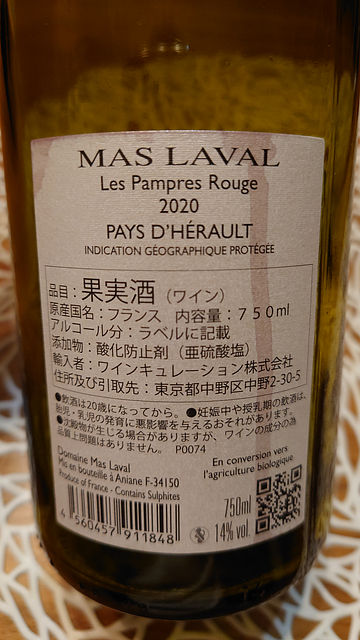 MAS LAVAL
Les Pampres Rouge
2020
PAYS D'HÉRAULT
INDICATION GÉOGRAPHIQUE PROTÉGÉE
品目：果実酒（ワイン）
原産国名：フランス 内容量：７５０ml
アルコール分：ラベルに記載
添加物：酸化防止剤（亜硫酸塩）
輸入者：ワインキュレーション株式会社
住所及び引取先：東京都中野区中野2-30-5
●飲酒は20歳になってから。●妊娠中や授乳期の飲酒は、
胎児・乳児の発育に悪影響を与えるおそれがあります。
●沈殿物が生じる場合がありますが、ワインの成分の為
品質上問題はありません。 P0074
Domaine Mas Laval
Mis en bouteille à Aniane F-34150
Produce of France - Contains Sulphites
4 560457 911848
En conversion vers
l'agriculture biologique
750ml
14% vol.